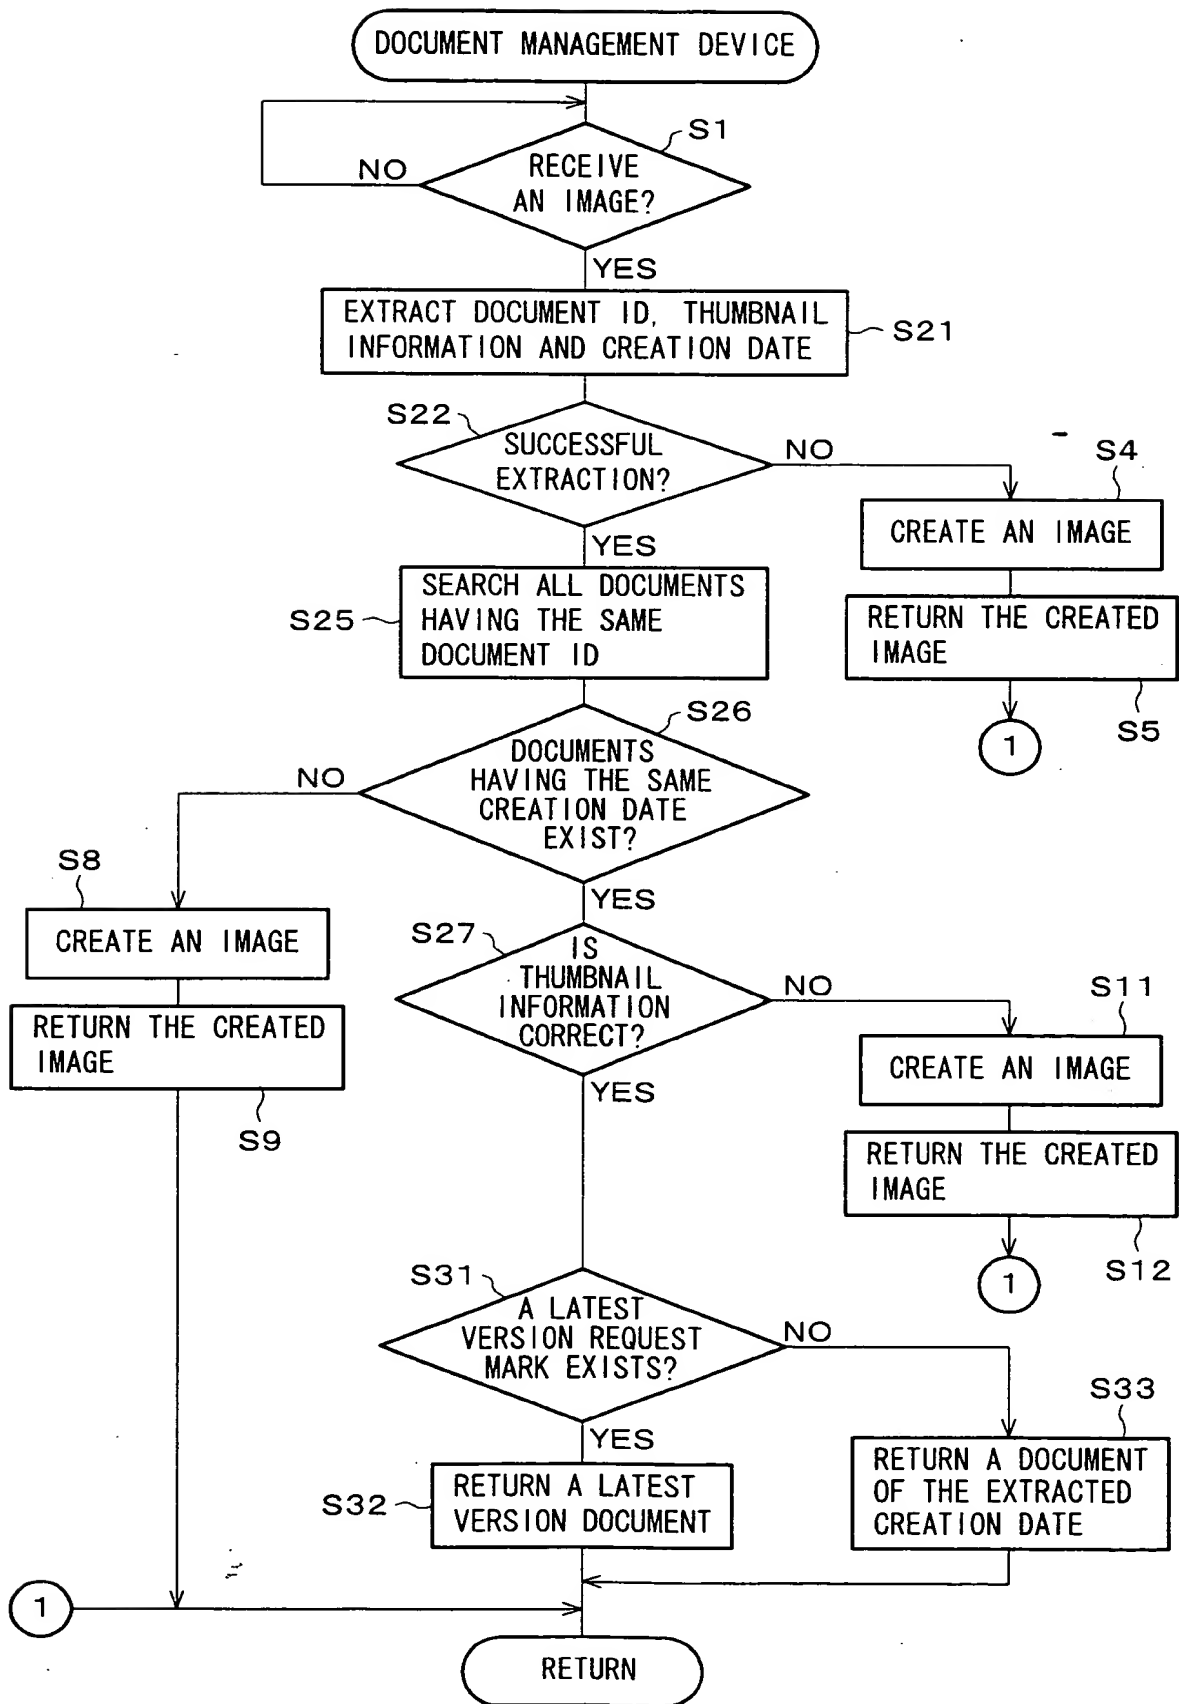 DOCUMENT MANAGEMENT DEVICE
S1
RECEIVE
AN IMAGE?
NO
YES
EXTRACT DOCUMENT ID, THUMBNAIL
INFORMATION AND CREATION DATE
S21
S22
SUCCESSFUL
EXTRACTION?
NO
YES
S4
CREATE AN IMAGE
RETURN THE CREATED
IMAGE
S5
1
S25
SEARCH ALL DOCUMENTS
HAVING THE SAME
DOCUMENT ID
S26
DOCUMENTS
HAVING THE SAME
CREATION DATE
EXIST?
NO
YES
S8
CREATE AN IMAGE
RETURN THE CREATED
IMAGE
S9
S27
IS
THUMBNAIL
INFORMATION
CORRECT?
NO
YES
S11
CREATE AN IMAGE
RETURN THE CREATED
IMAGE
S12
1
S31
A LATEST
VERSION REQUEST
MARK EXISTS?
NO
YES
S32
RETURN A LATEST
VERSION DOCUMENT
S33
RETURN A DOCUMENT
OF THE EXTRACTED
CREATION DATE
1
RETURN